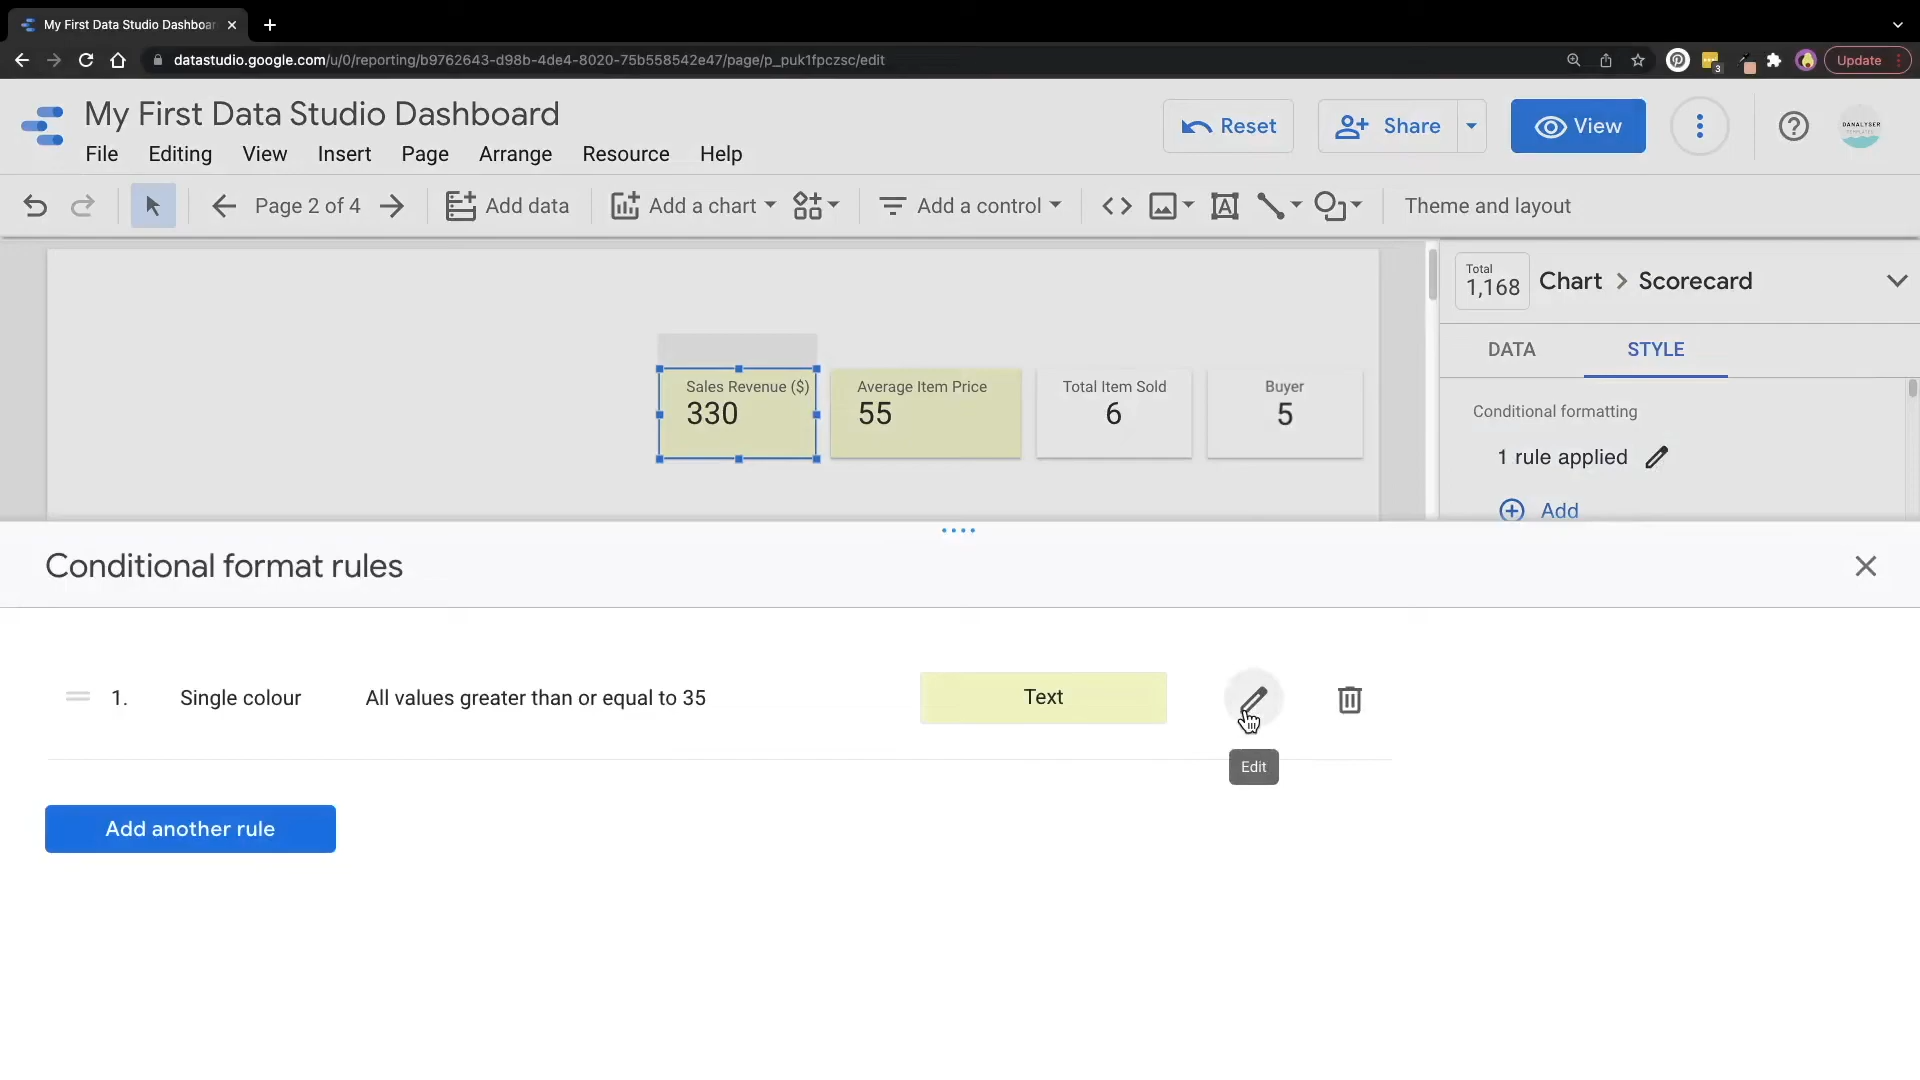 My First Data Studio Dashboar
datastudio.google.com/u/0/reporting/b9762643-d98b-4de4-8020-75b558542e47/page/p_puk1fpczsc/edit
3
Update
My First Data Studio Dashboard
Reset
Share
View
DANALYSER
File Editing View Insert Page Arrange Resource Help
Page 2 of 4
Add data
Add a chart
Add a control
Theme and layout
Total
1,168
Chart > Scorecard
DATA STYLE
Conditional formatting
1 rule applied
Add
Sales Revenue ($)
330
Average Item Price
55
Total Item Sold
6
Buyer
5
Conditional format rules
1. Single colour All values greater than or equal to 35 Text
Edit
Add another rule